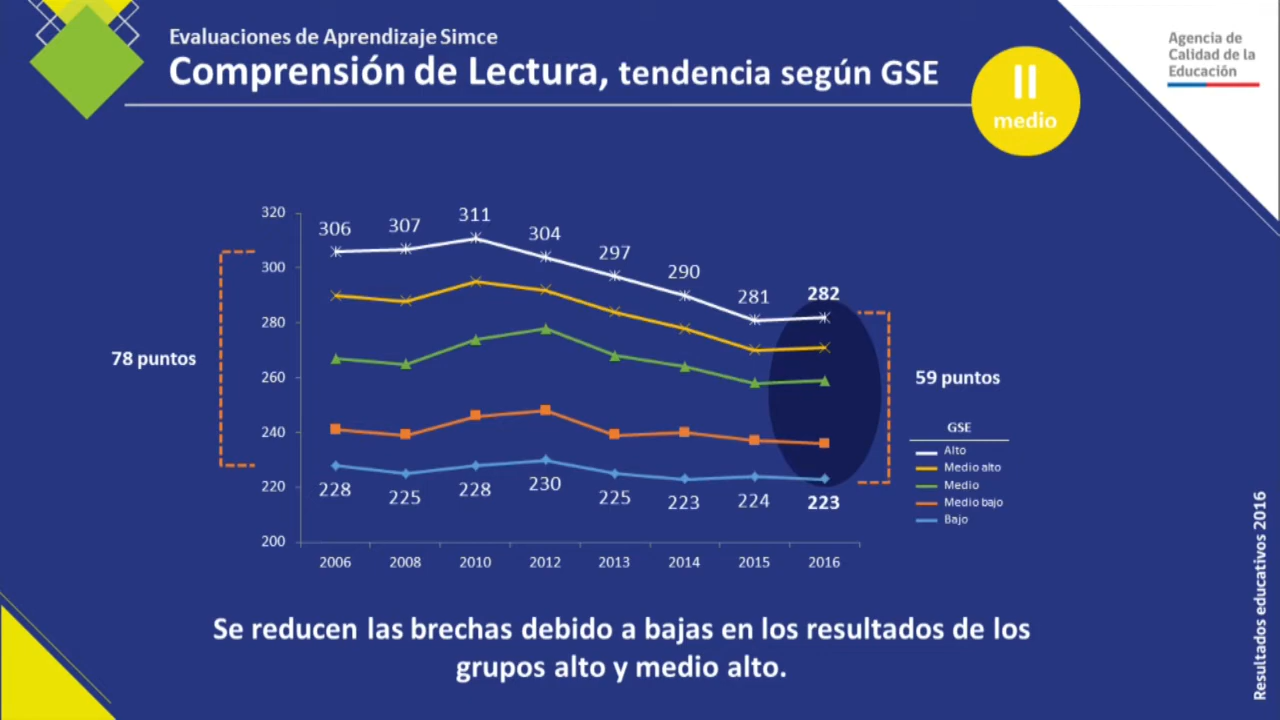 Evaluaciones de Aprendizaje Simce
Comprensión de Lectura, tendencia según GSE
II
medio
Agencia de
Calidad de la
Educación
320
300
280
260
240
220
200
306
307
311
304
297
290
281
282
228
225
228
230
225
223
224
223
2006
2008
2010
2012
2013
2014
2015
2016
78 puntos
59 puntos
GSE
Alto
Medio alto
Medio
Medio bajo
Bajo
Se reducen las brechas debido a bajas en los resultados de los
grupos alto y medio alto.
Resultados educativos 2016